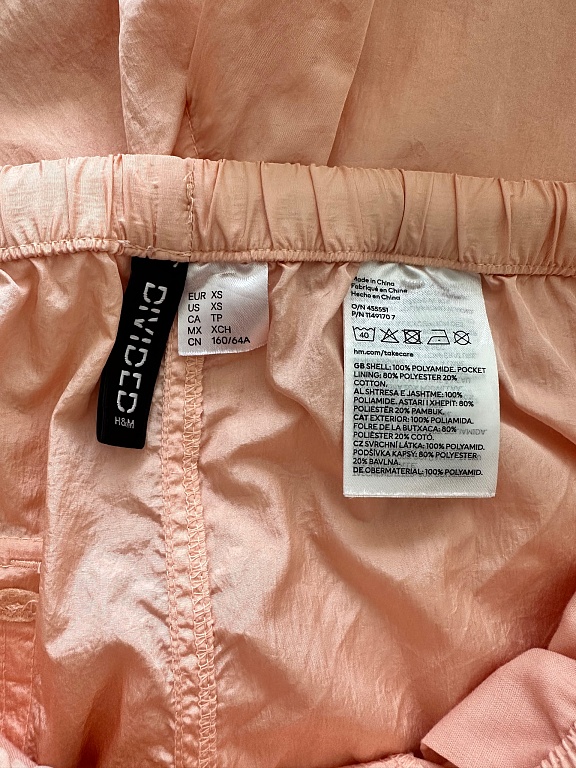 DIVIDED
H&M
EUR XS
US XS
CA TP
MX XCH
CN 160/64A
Made in China
Fabriqué en Chine
Hecho en China
O/N 455551
P/N 1149170 7
40
hm.com/takecare
GB SHELL: 100% POLYAMIDE. POCKET
LINING: 80% POLYESTER 20%
COTTON.
AL SHTRESE E JASHTME: 100%
POLIAMIDE. ASTARI I XHEPIT: 80%
POLIESTËR 20% PAMBUK.
CAT EXTERIOR: 100% POLIAMIDA.
FOLRE DE LA BUTXACA: 80%
POLIÈSTER 20% COTÓ.
CZ SVRCHNÍ LÁTKA: 100% POLYAMID.
PODŠÍVKA KAPSY: 80% POLYESTER
20% BAVLNA.
DE OBERMATERIAL: 100% POLYAMID.